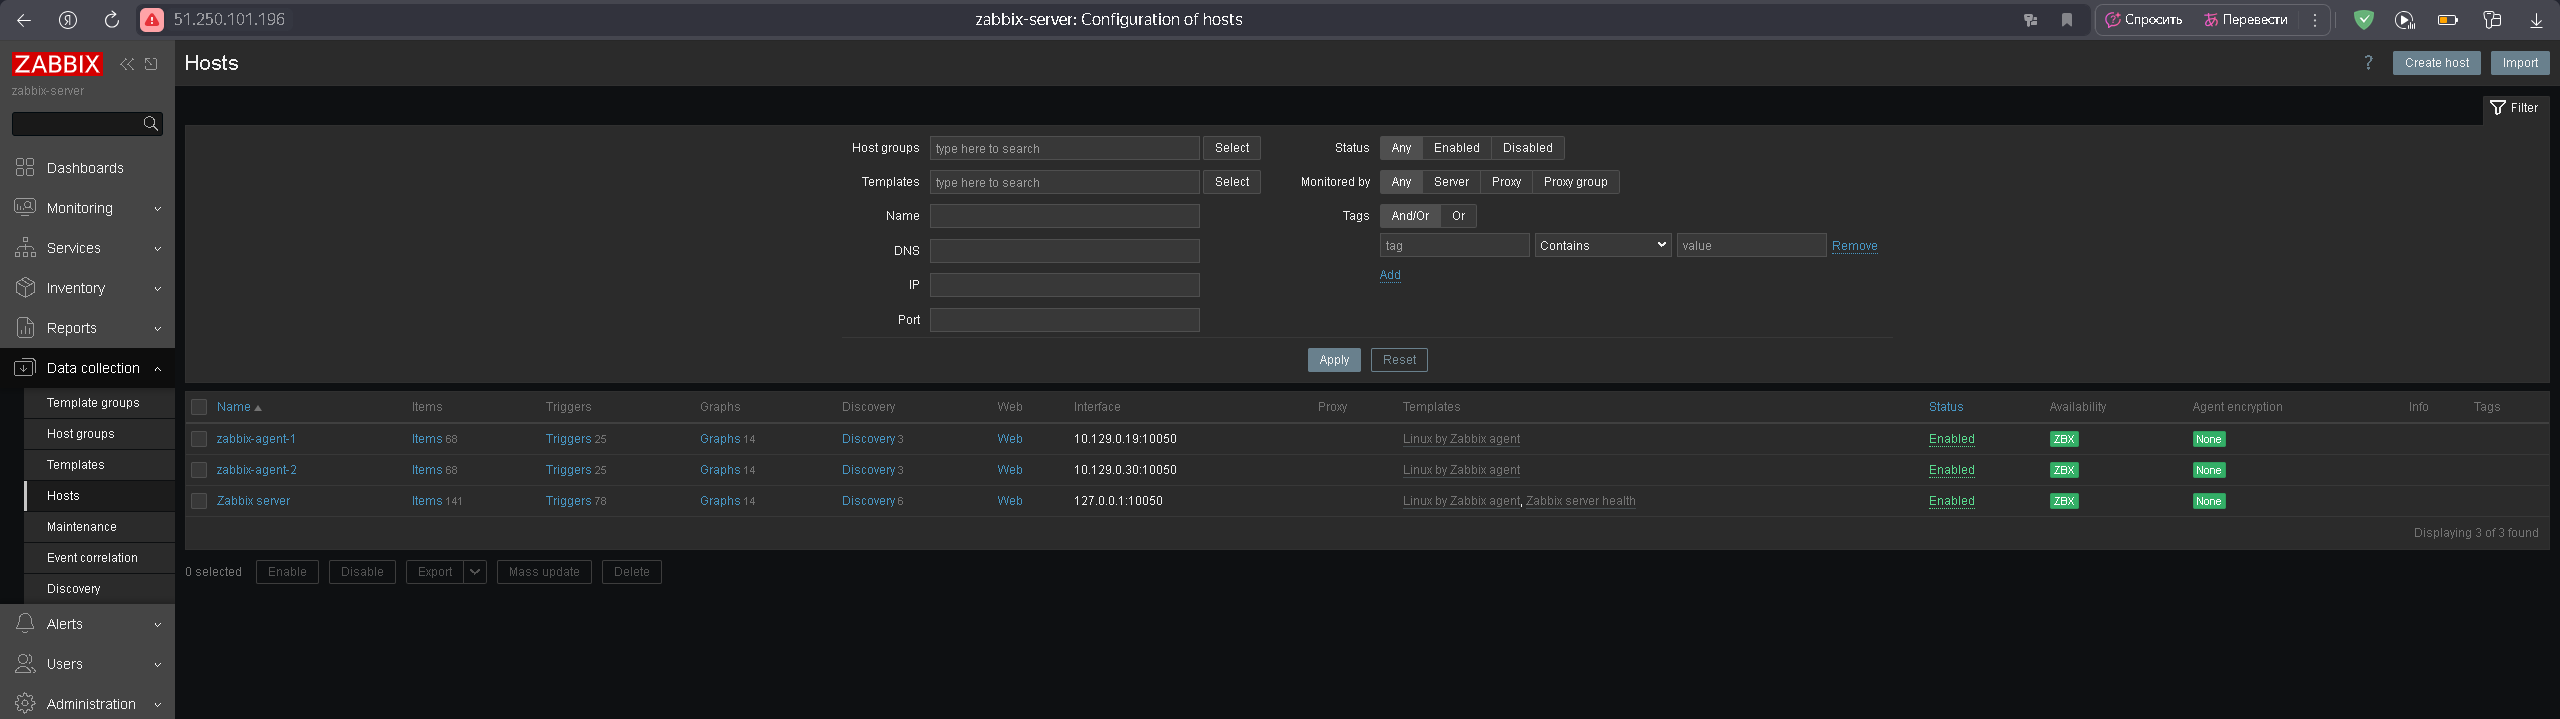 51.250.101.196
zabbix-server: Configuration of hosts
Спросить
Перевести
ZABBIX
zabbix-server
Dashboards
Monitoring
Services
Inventory
Reports
Data collection
Template groups
Host groups
Templates
Hosts
Maintenance
Event correlation
Discovery
Alerts
Users
Administration
Hosts
? Create host Import
Filter
Host groups type here to search Select
Templates type here to search Select
Name
DNS
IP
Port
Status Any Enabled Disabled
Monitored by Any Server Proxy Proxy group
Tags And/Or Or
tag Contains value Remove
Add
Apply Reset
Name Items Triggers Graphs Discovery Web Interface Proxy Templates Status Availability Agent encryption Info Tags
zabbix-agent-1 Items 68 Triggers 25 Graphs 14 Discovery 3 Web 10.129.0.19:10050 Linux by Zabbix agent Enabled ZBX None
zabbix-agent-2 Items 68 Triggers 25 Graphs 14 Discovery 3 Web 10.129.0.30:10050 Linux by Zabbix agent Enabled ZBX None
Zabbix server Items 141 Triggers 78 Graphs 14 Discovery 6 Web 127.0.0.1:10050 Linux by Zabbix agent, Zabbix server health Enabled ZBX None
Displaying 3 of 3 found
0 selected Enable Disable Export Mass update Delete